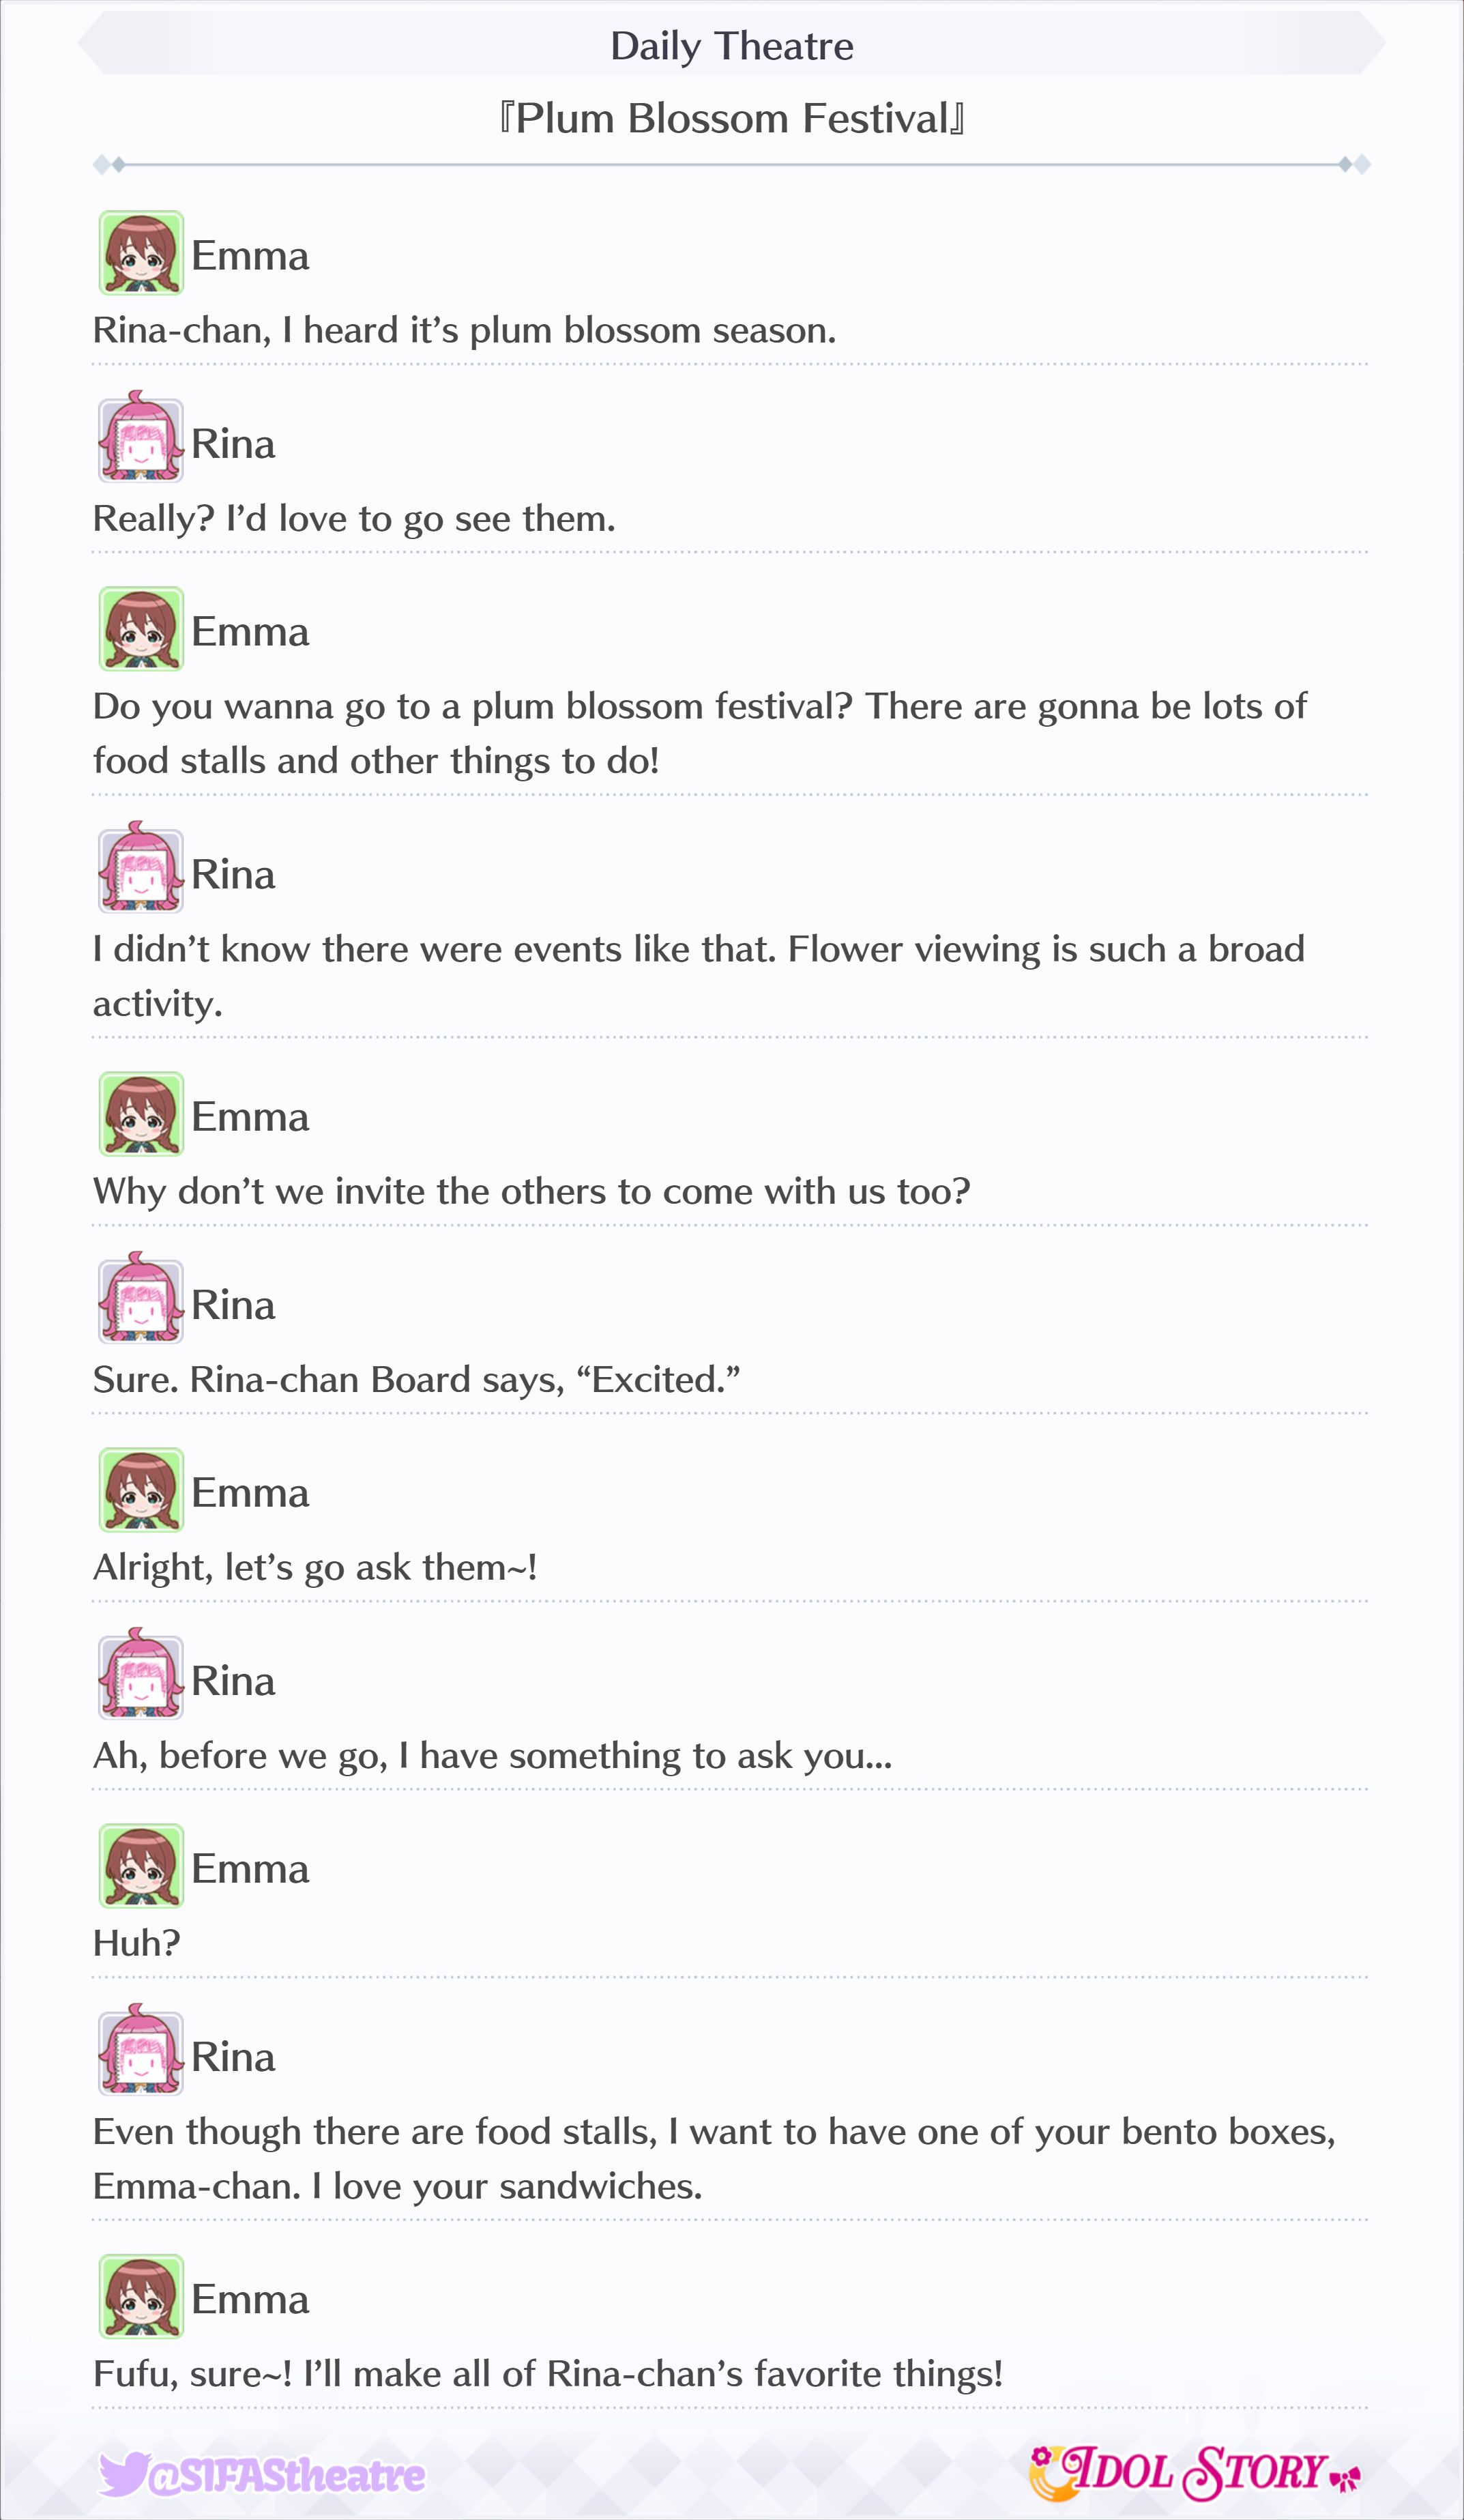 Daily Theatre
『Plum Blossom Festival』
Emma
Rina-chan, I heard it’s plum blossom season.
Rina
Really? I’d love to go see them.
Emma
Do you wanna go to a plum blossom festival? There are gonna be lots of
food stalls and other things to do!
Rina
I didn’t know there were events like that. Flower viewing is such a broad
activity.
Emma
Why don’t we invite the others to come with us too?
Rina
Sure. Rina-chan Board says, “Excited.”
Emma
Alright, let’s go ask them~!
Rina
Ah, before we go, I have something to ask you...
Emma
Huh?
Rina
Even though there are food stalls, I want to have one of your bento boxes,
Emma-chan. I love your sandwiches.
Emma
Fufu, sure~! I’ll make all of Rina-chan’s favorite things!
@SIFAStheatre
IDOL STORY